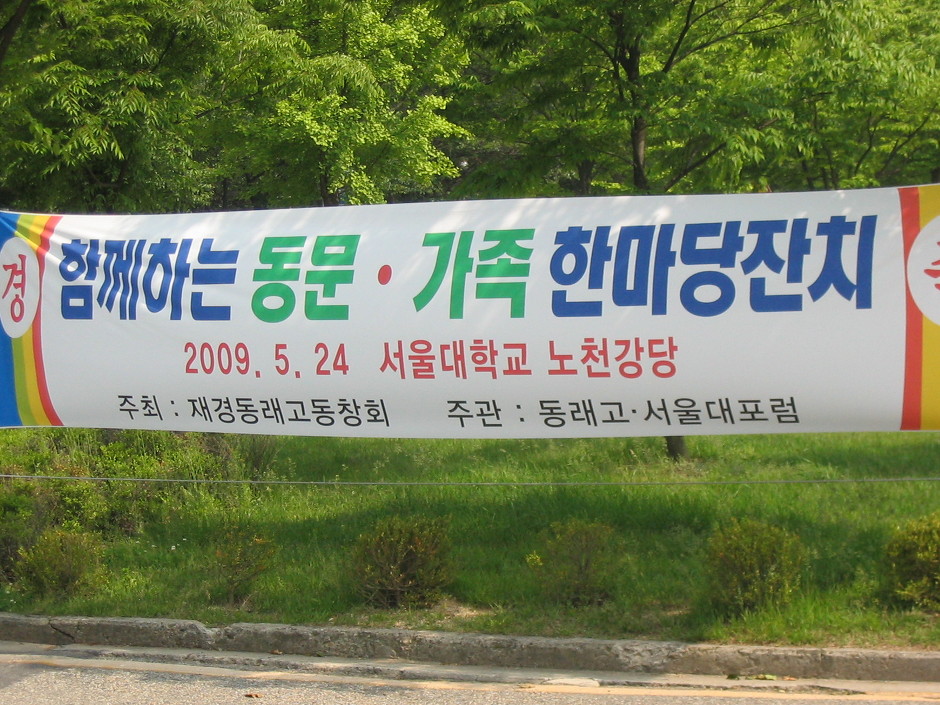 경
함께하는 동문·가족 한마당잔치
2009. 5. 24 서울대학교 노천강당
주최 : 재경동래고동창회 주관 : 동래고·서울대포럼